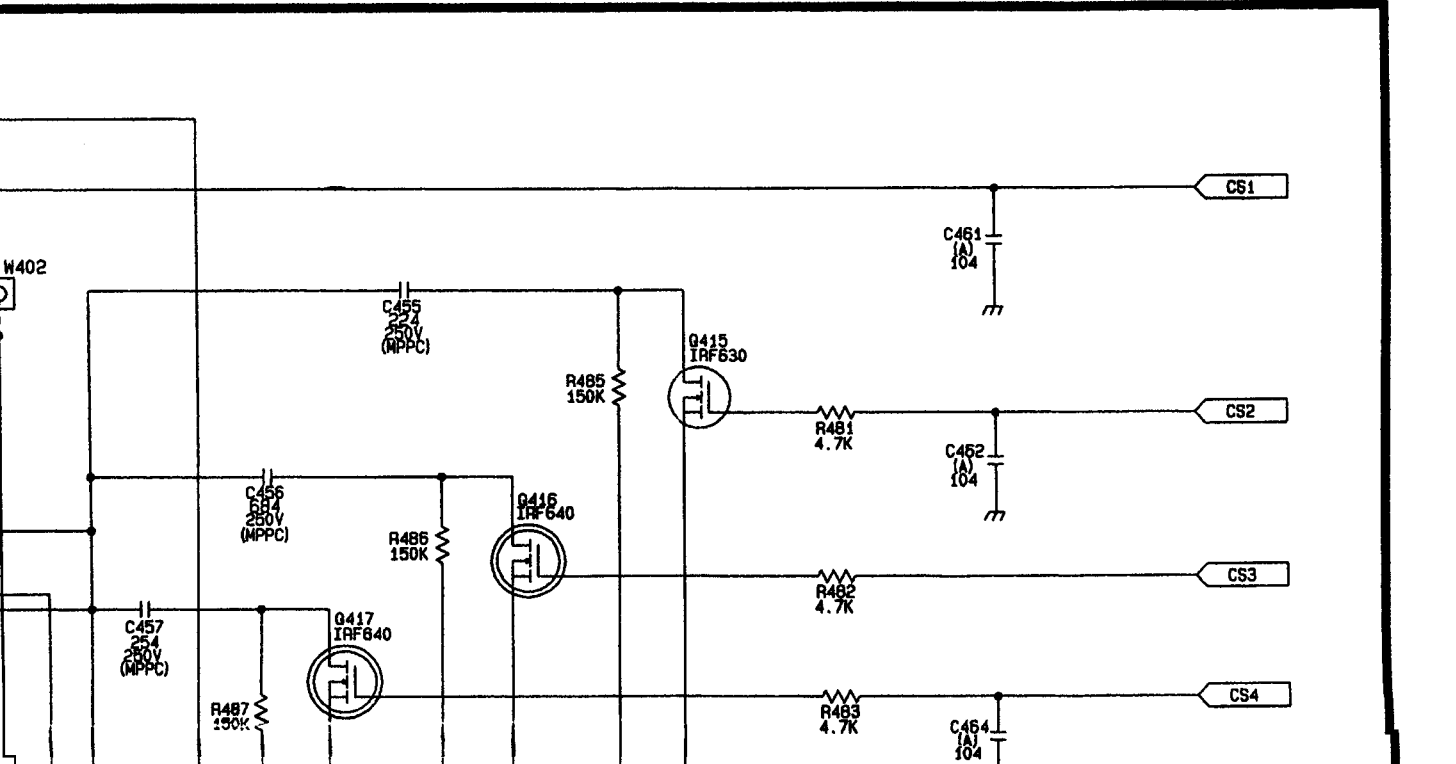 CS1
C461
(A)
104
W402
C455
224
250V
(MPPC)
Q415
IRF630
R485
150K
CS2
R481
4.7K
C462
(A)
104
C456
684
250V
(MPPC)
Q416
IRF640
R486
150K
CS3
R482
4.7K
C457
254
250V
(MPPC)
Q417
IRF640
CS4
R483
4.7K
R487
150K
C464
(A)
104